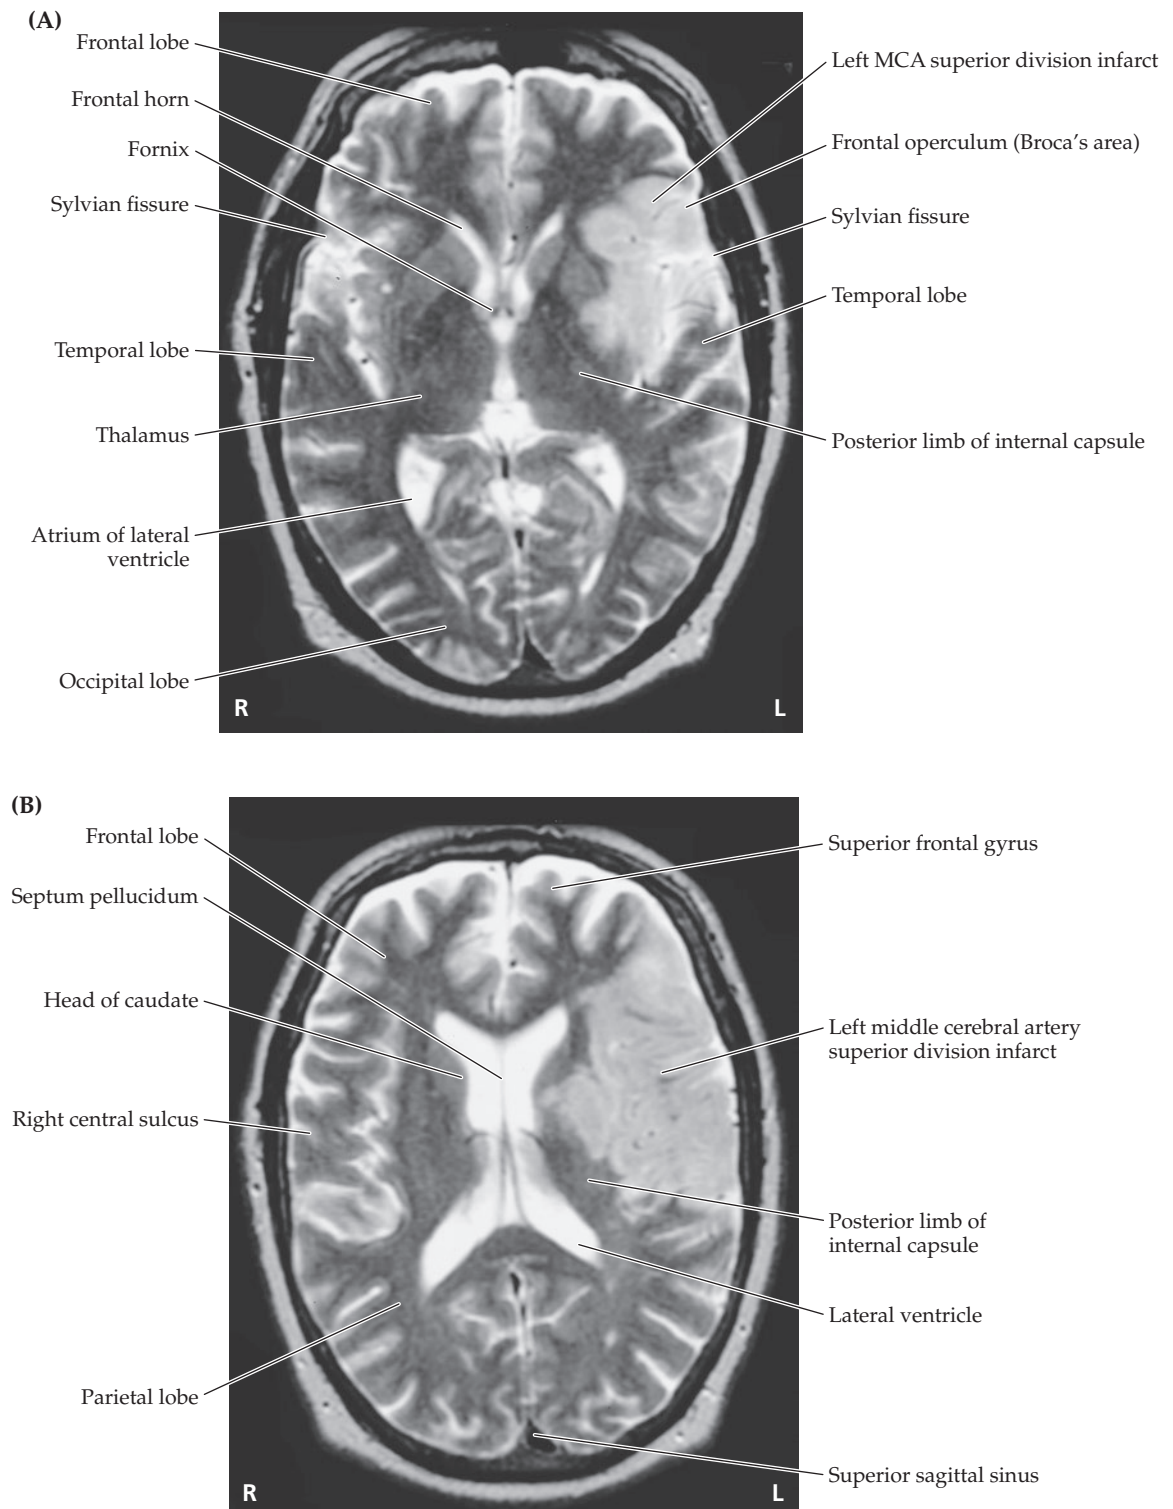 (A)
Frontal lobe
Frontal horn
Fornix
Sylvian fissure
Temporal lobe
Thalamus
Atrium of lateral
ventricle
Occipital lobe
Left MCA superior division infarct
Frontal operculum (Broca's area)
Sylvian fissure
Temporal lobe
Posterior limb of internal capsule
R
L
(B)
Frontal lobe
Septum pellucidum
Head of caudate
Right central sulcus
Parietal lobe
Superior frontal gyrus
Left middle cerebral artery
superior division infarct
Posterior limb of
internal capsule
Lateral ventricle
Superior sagittal sinus
R
L